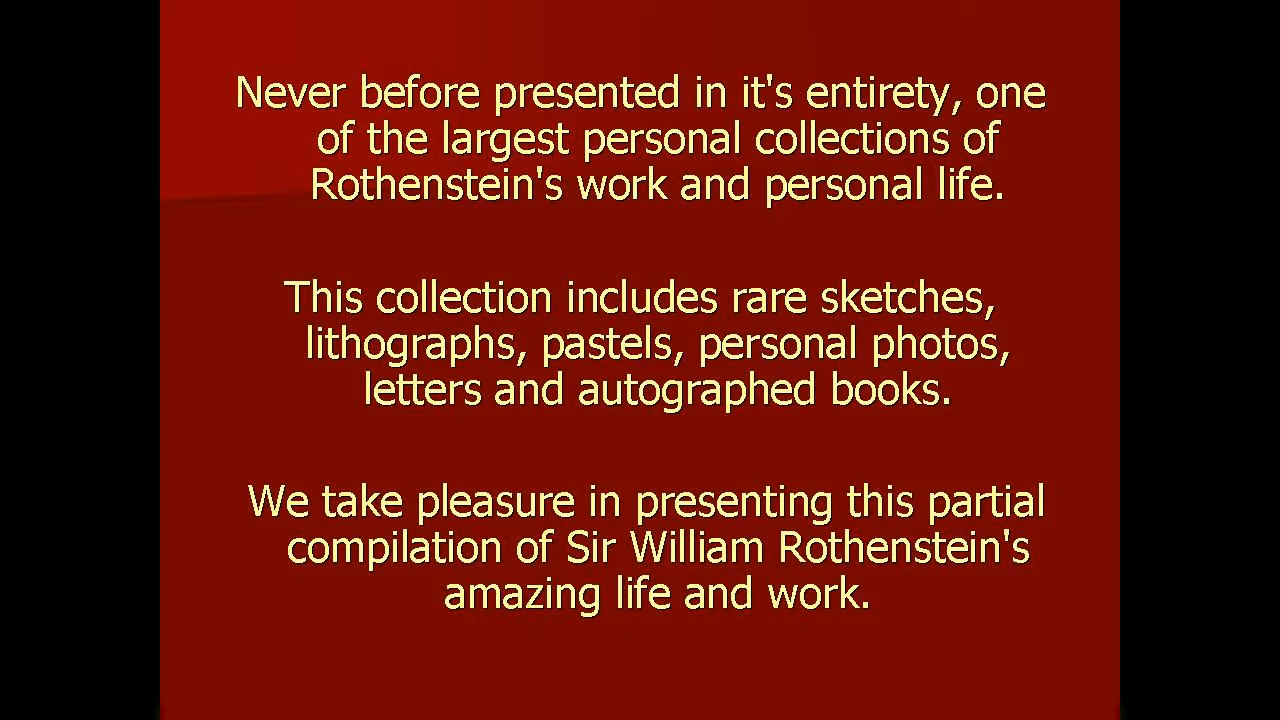 Never before presented in it's entirety, one
of the largest personal collections of
Rothenstein's work and personal life.
This collection includes rare sketches,
lithographs, pastels, personal photos,
letters and autographed books.
We take pleasure in presenting this partial
compilation of Sir William Rothenstein's
amazing life and work.